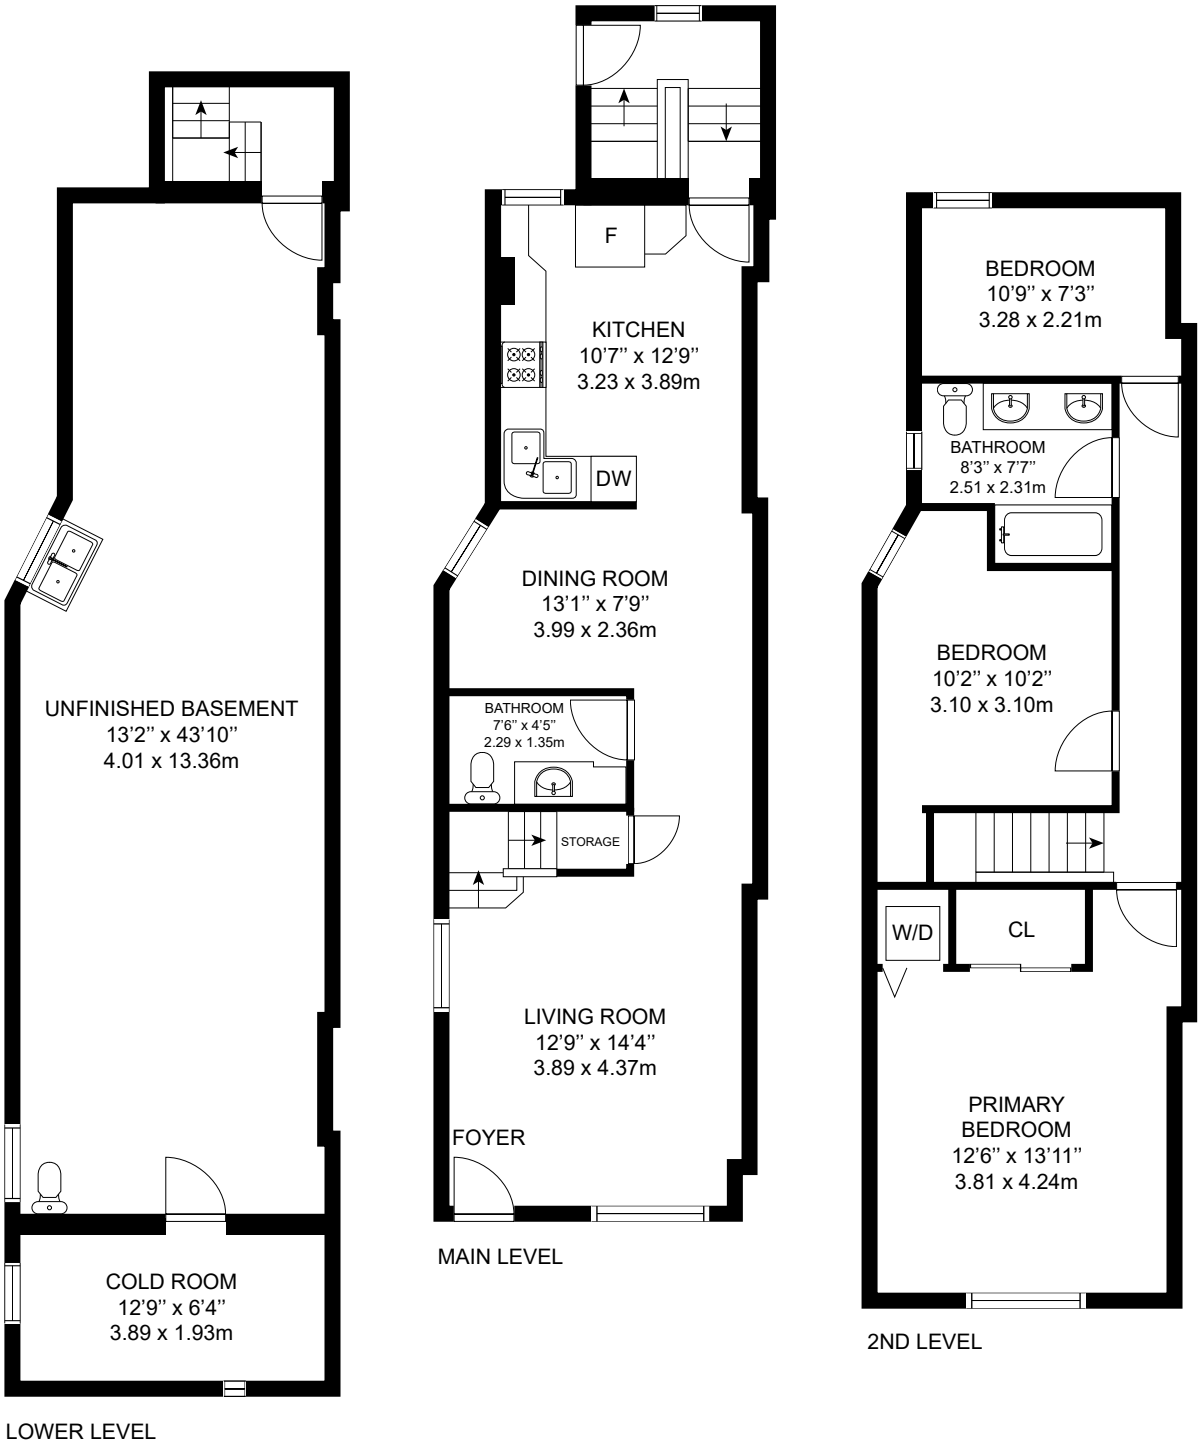 UNFINISHED BASEMENT
13'2'' x 43'10''
4.01 x 13.36m
COLD ROOM
12'9'' x 6'4''
3.89 x 1.93m
LOWER LEVEL
F
KITCHEN
10'7'' x 12'9''
3.23 x 3.89m
DW
DINING ROOM
13'1'' x 7'9''
3.99 x 2.36m
BATHROOM
7'6'' x 4'5''
2.29 x 1.35m
STORAGE
LIVING ROOM
12'9'' x 14'4''
3.89 x 4.37m
FOYER
MAIN LEVEL
BEDROOM
10'9'' x 7'3''
3.28 x 2.21m
BATHROOM
8'3'' x 7'7''
2.51 x 2.31m
BEDROOM
10'2'' x 10'2''
3.10 x 3.10m
W/D
CL
PRIMARY
BEDROOM
12'6'' x 13'11''
3.81 x 4.24m
2ND LEVEL